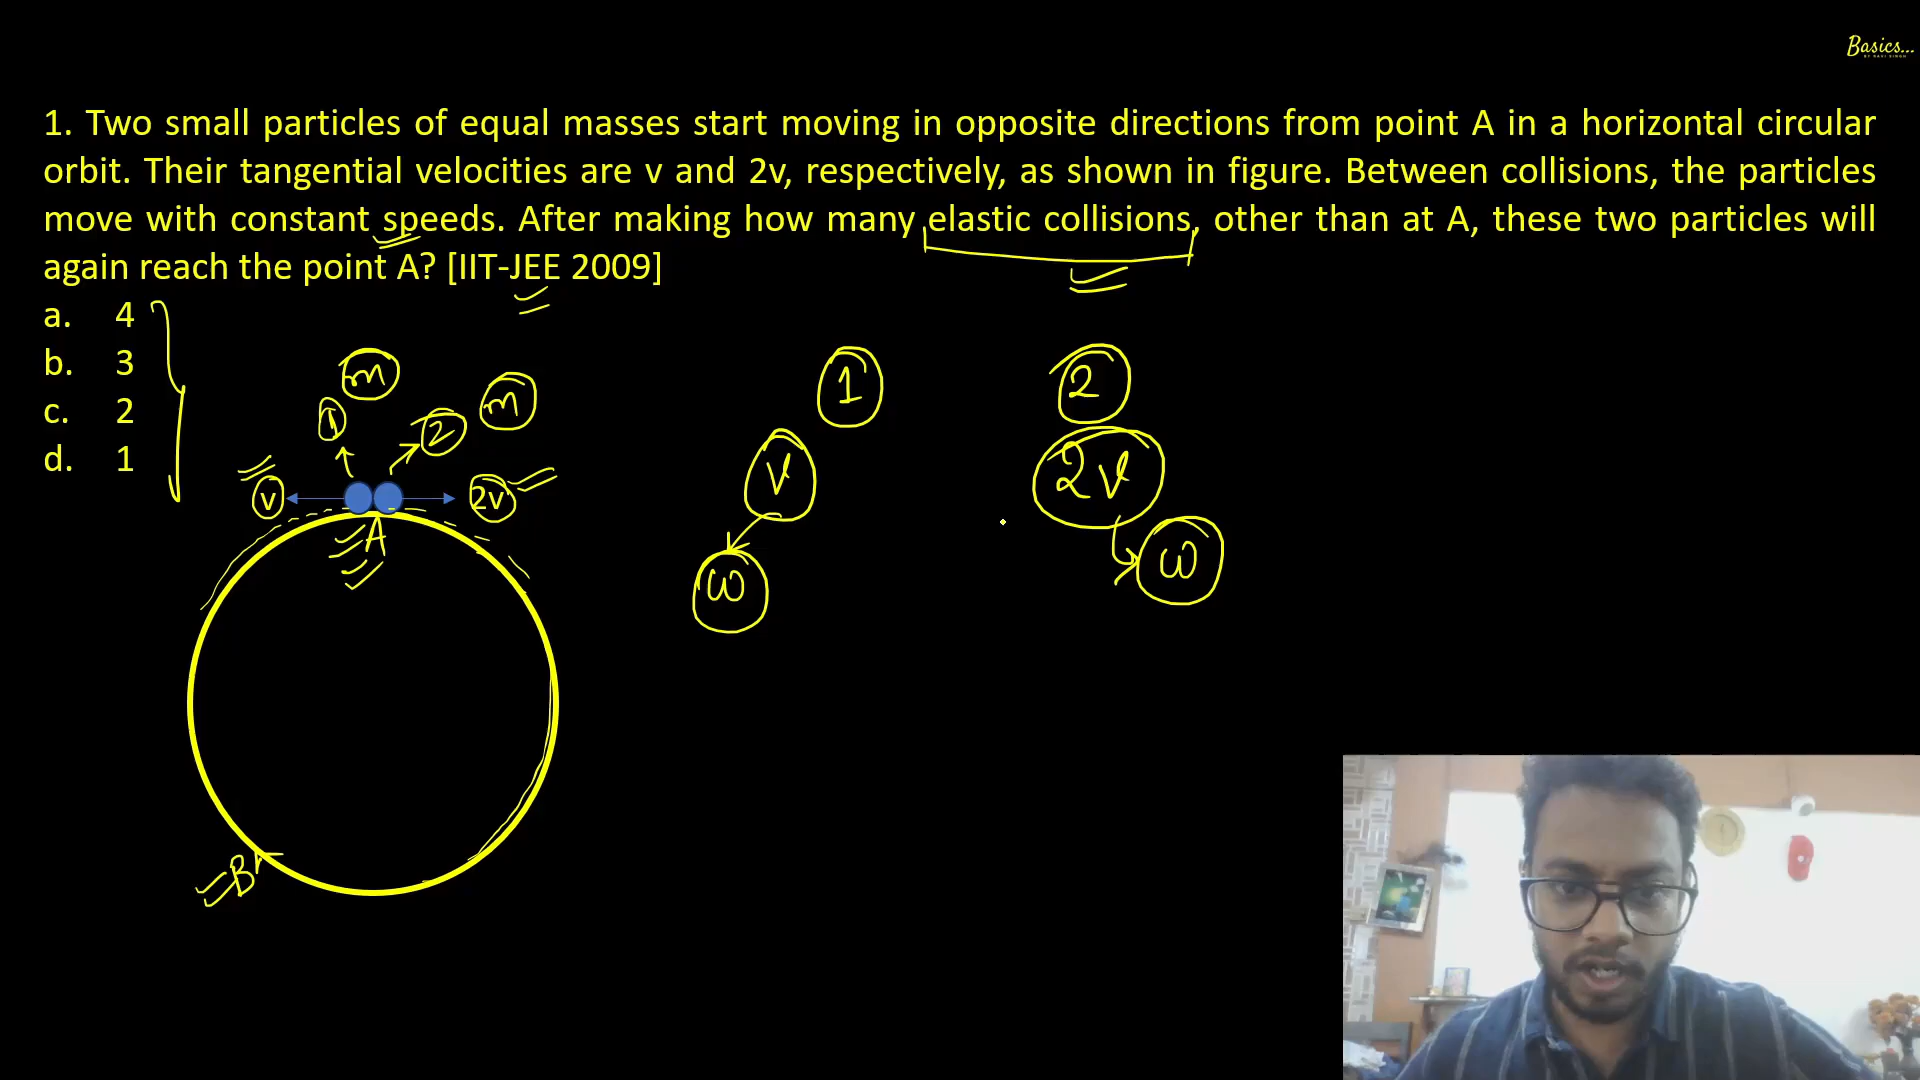 Basics...
1. Two small particles of equal masses start moving in opposite directions from point A in a horizontal circular
orbit. Their tangential velocities are v and 2v, respectively, as shown in figure. Between collisions, the particles
move with constant speeds. After making how many elastic collisions, other than at A, these two particles will
again reach the point A? [IIT-JEE 2009]
a. 4
b. 3
c. 2
d. 1
m
m
1
2
v
2v
A
B
1
2
v
2v
ω
ω